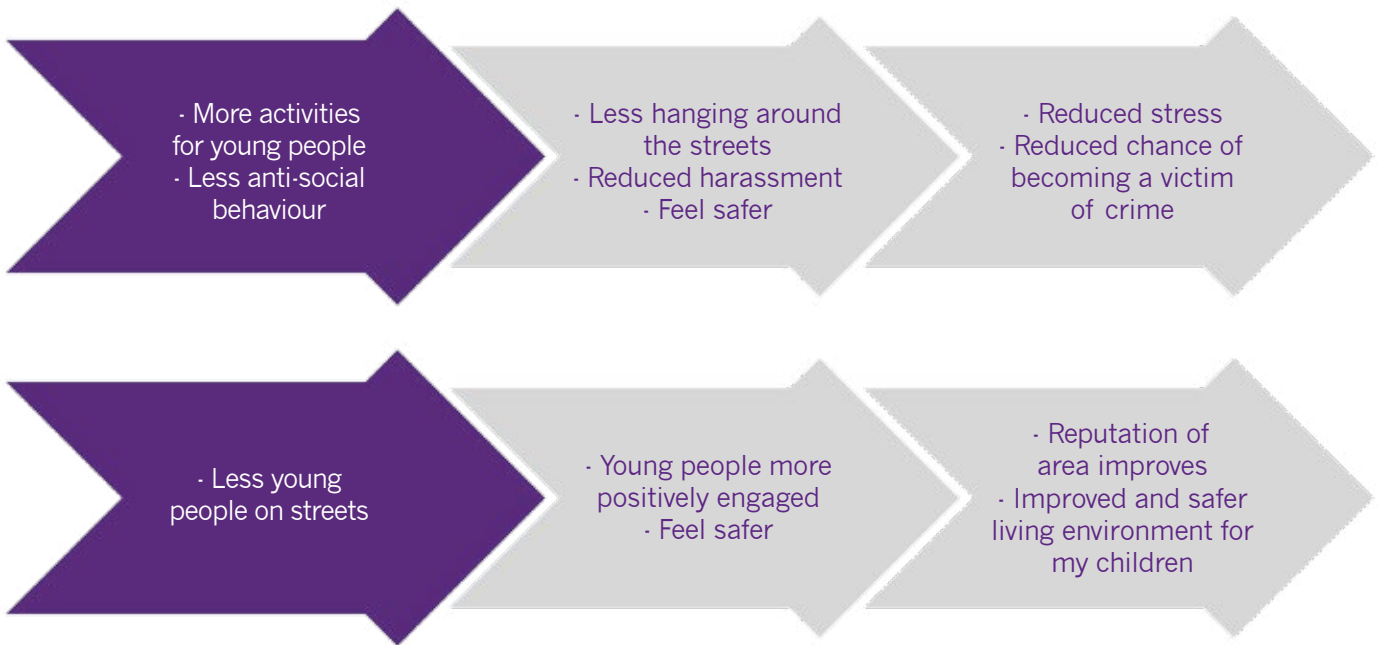 - More activities
for young people
- Less anti-social
behaviour
- Less hanging around
the streets
- Reduced harassment
- Feel safer
- Reduced stress
- Reduced chance of
becoming a victim
of crime
- Less young
people on streets
- Young people more
positively engaged
- Feel safer
- Reputation of
area improves
- Improved and safer
living environment for
my children